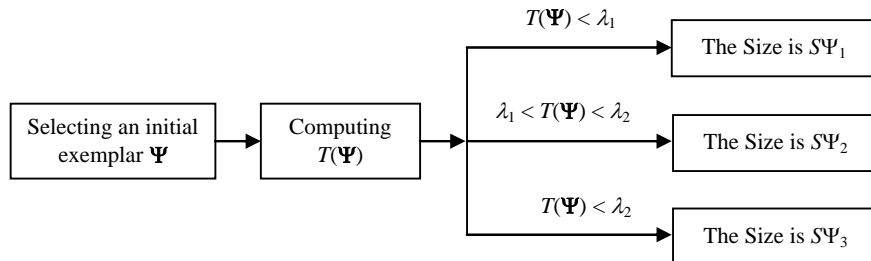 T(Ψ) < λ1
The Size is SΨ1
Selecting an initial
exemplar Ψ
Computing
T(Ψ)
λ1 < T(Ψ) < λ2
The Size is SΨ2
T(Ψ) < λ2
The Size is SΨ3